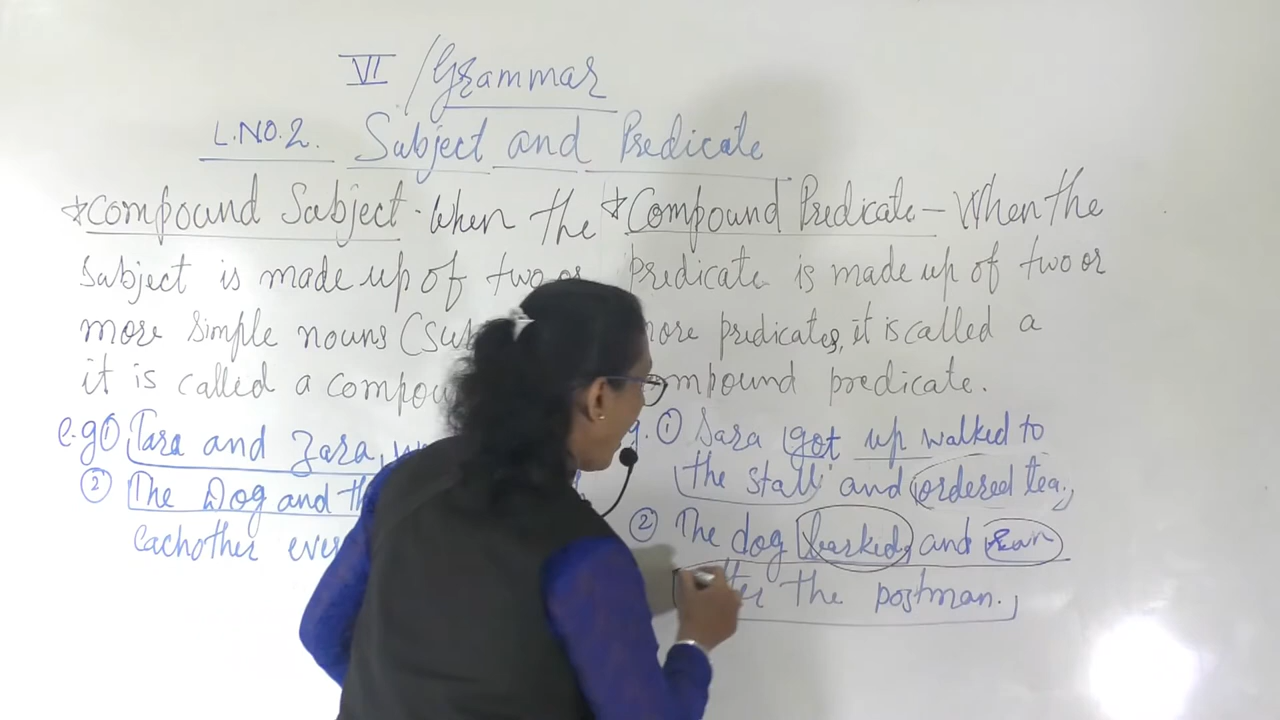 VI / Grammar
L.NO.2. Subject and Predicate
*Compound Subject - When the
subject is made up of two or
more simple nouns (sub
it is called a compou
e.g ① Tara and Zara
② The Dog and th
eachother ever
*Compound Predicate - When the
predicate is made up of two or
more predicates, it is called a
mpound predicate.
g. ① Sara got up walked to
the stall and ordered tea.
② The dog barked, and ran
after the postman.